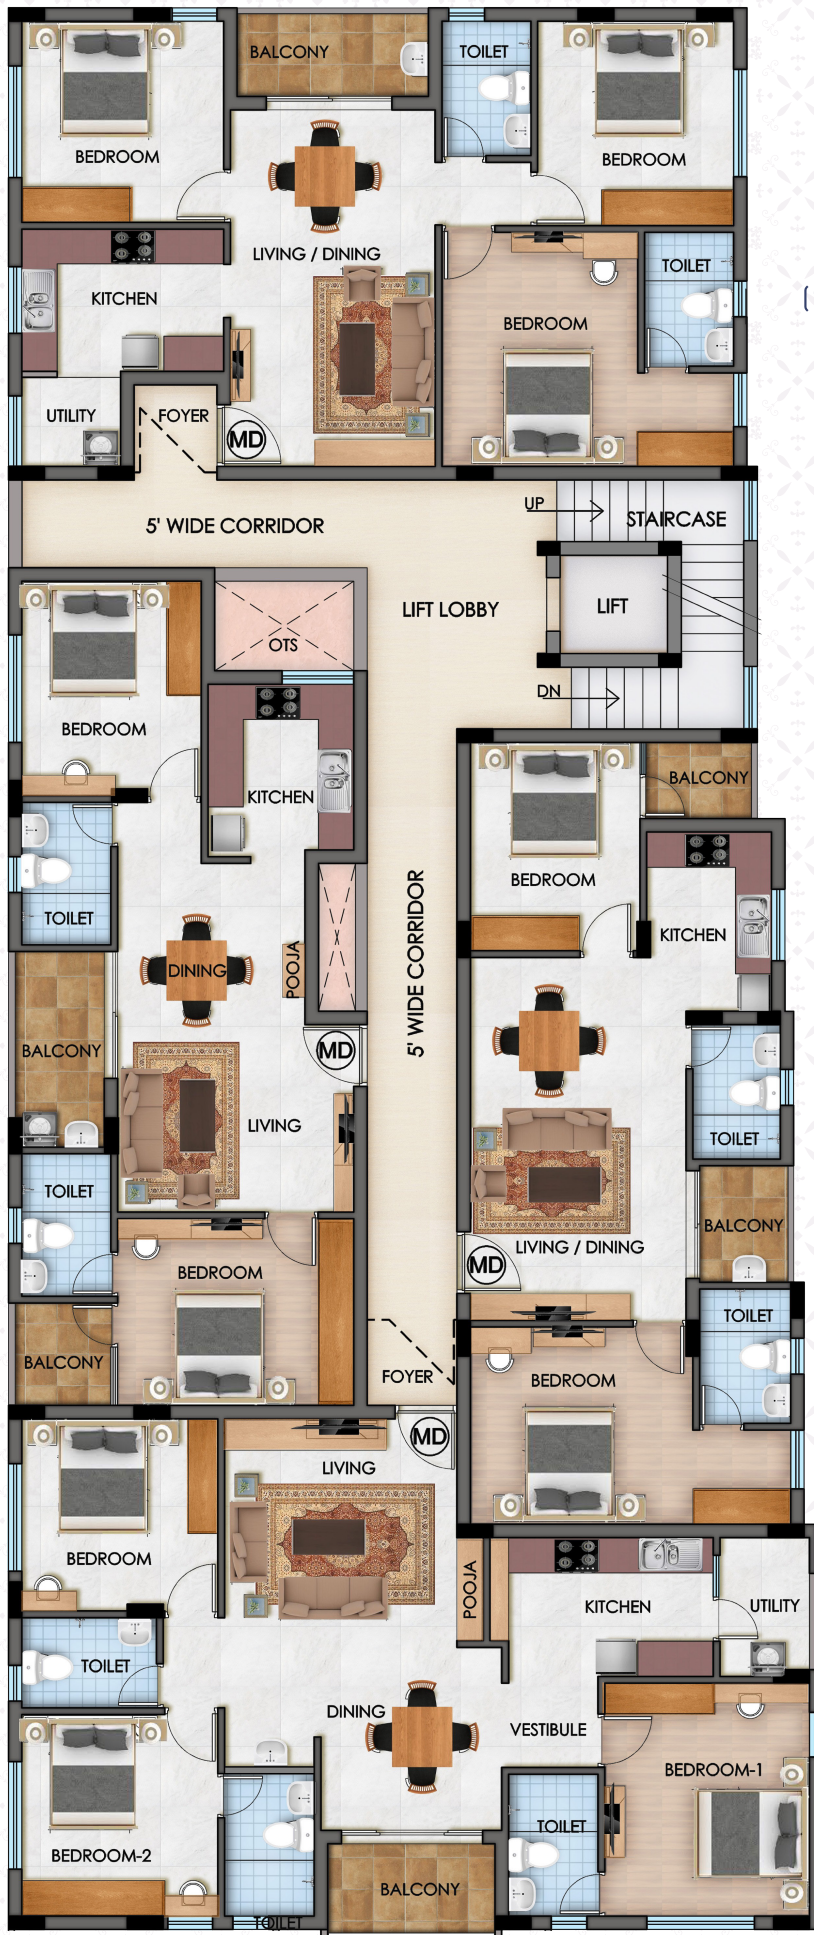 BALCONY
TOILET
BEDROOM
BEDROOM
LIVING / DINING
TOILET
KITCHEN
BEDROOM
UTILITY
FOYER
MD
UP
STAIRCASE
5' WIDE CORRIDOR
LIFT LOBBY
LIFT
OTS
DN
BEDROOM
BALCONY
KITCHEN
BEDROOM
TOILET
KITCHEN
5' WIDE CORRIDOR
DINING
POOJA
BALCONY
MD
LIVING
TOILET
TOILET
BALCONY
LIVING / DINING
MD
BEDROOM
TOILET
BALCONY
FOYER
BEDROOM
MD
LIVING
BEDROOM
POOJA
KITCHEN
UTILITY
TOILET
DINING
VESTIBULE
BEDROOM-1
TOILET
BEDROOM-2
BALCONY
TOILET